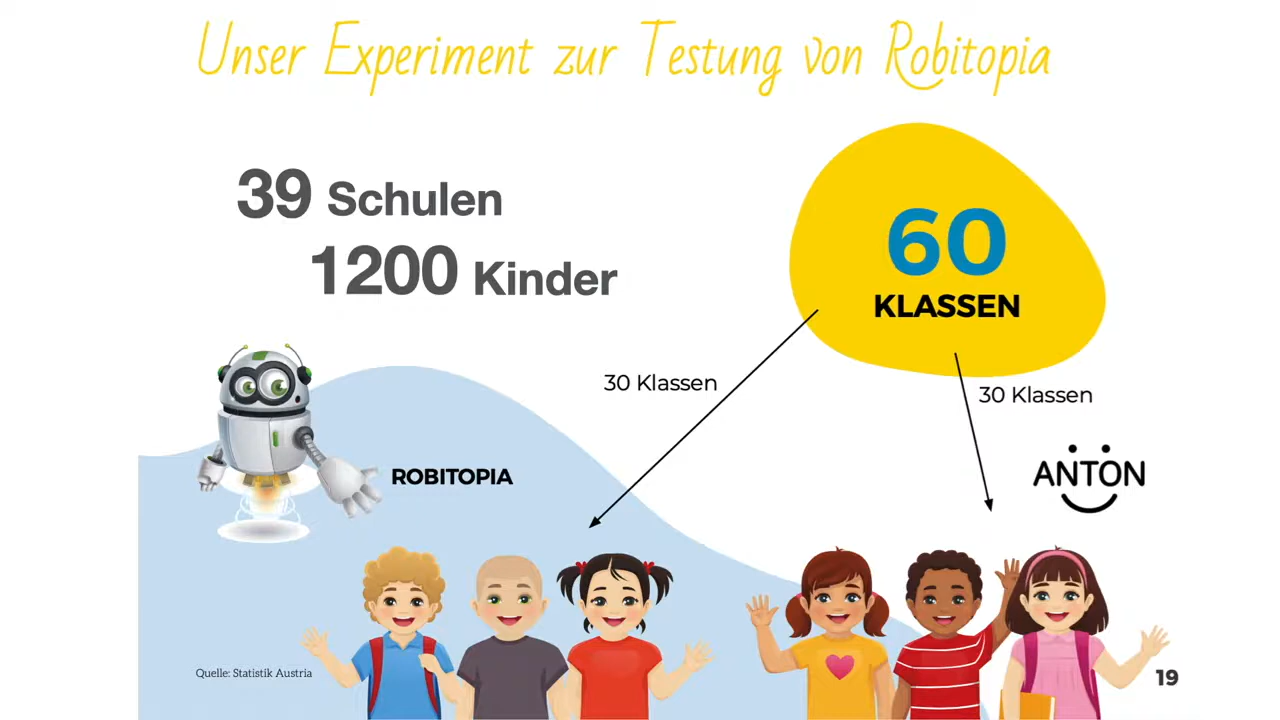 Unser Experiment zur Testung von Robitopia
39 Schulen
1200 Kinder
60
KLASSEN
30 Klassen
30 Klassen
ROBITOPIA
ANTON
Quelle: Statistik Austria
19